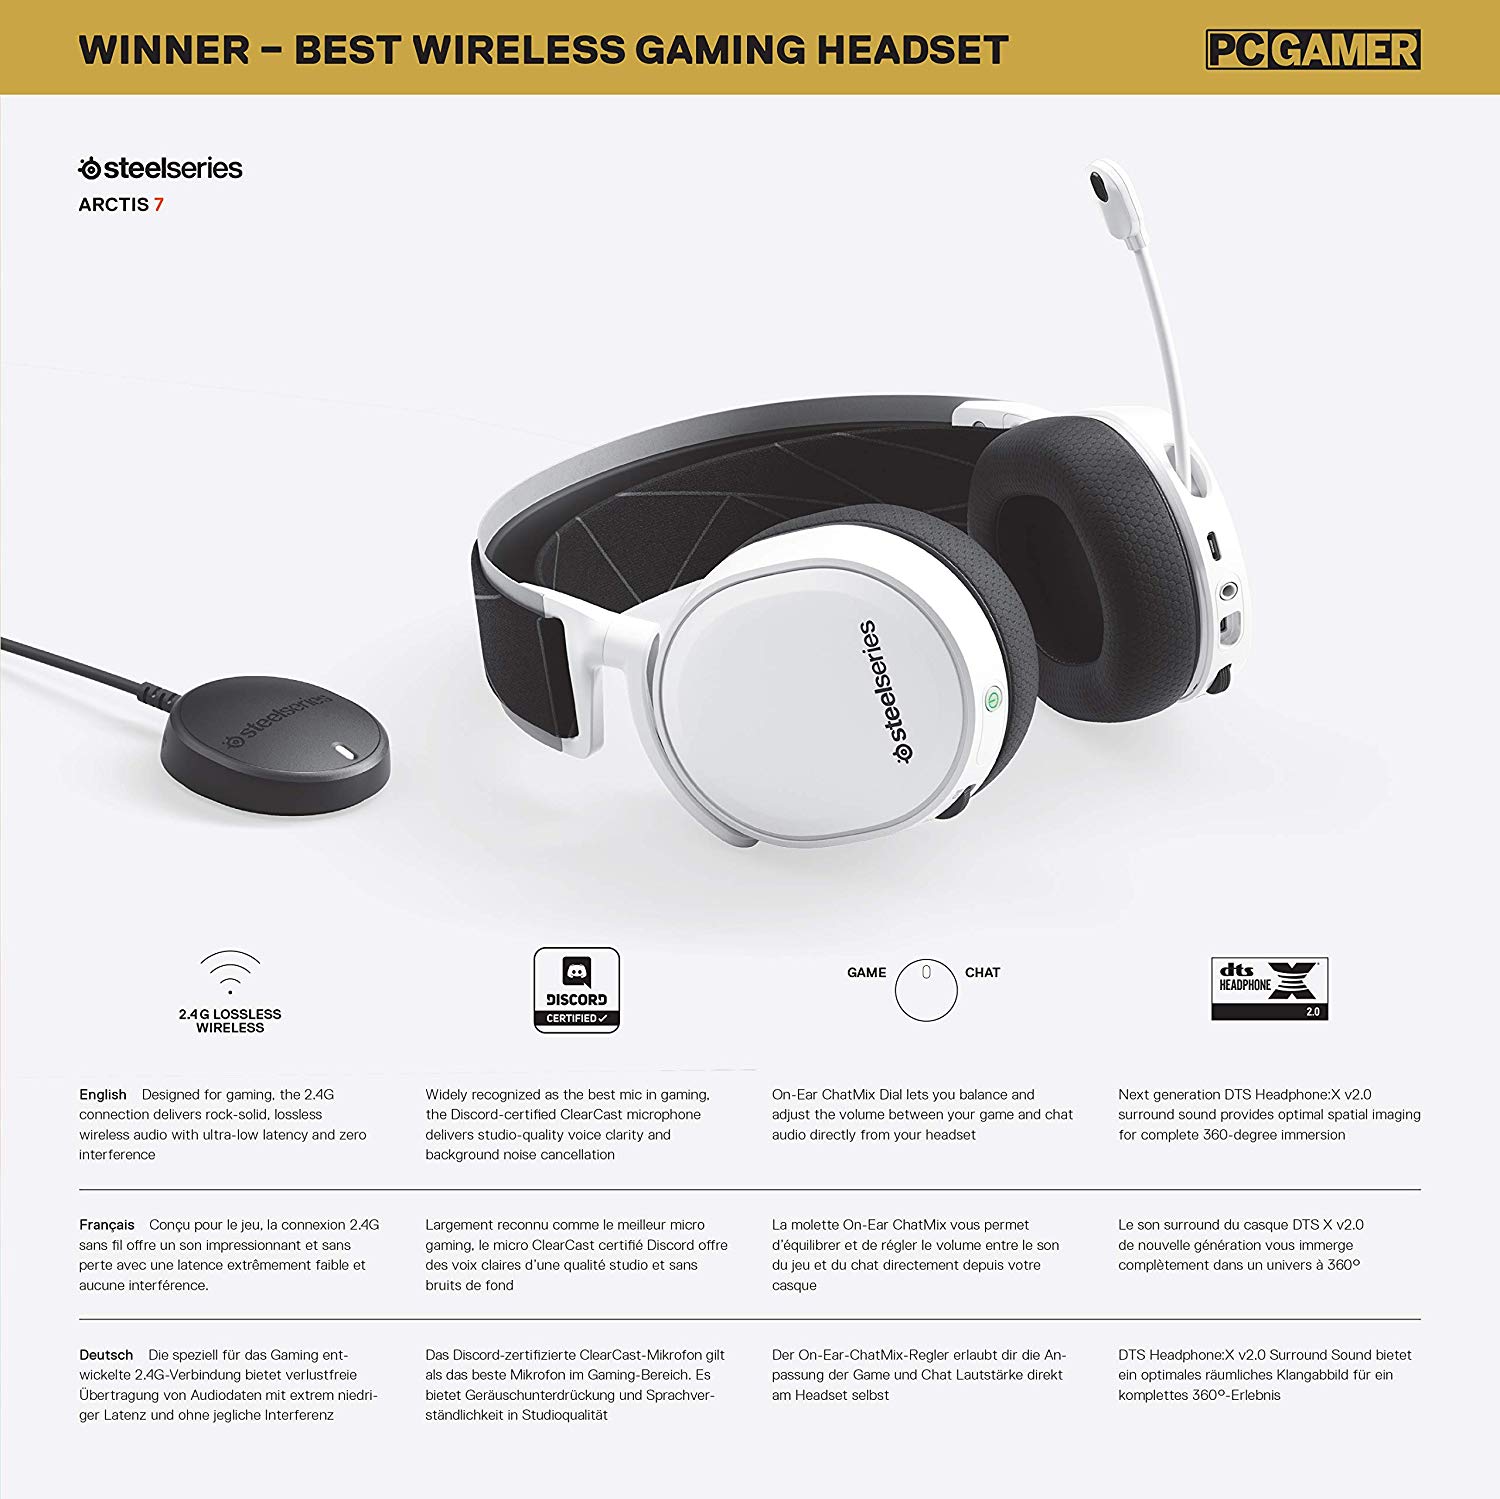 WINNER – BEST WIRELESS GAMING HEADSET
PC GAMER
steelseries
ARCTIS 7
steelseries
steelseries
2.4G LOSSLESS
WIRELESS
DISCORD
CERTIFIED
GAME
CHAT
dts
HEADPHONE X
2.0
English Designed for gaming, the 2.4G
connection delivers rock-solid, lossless
wireless audio with ultra-low latency and zero
interference
Widely recognized as the best mic in gaming,
the Discord-certified ClearCast microphone
delivers studio-quality voice clarity and
background noise cancellation
On-Ear ChatMix Dial lets you balance and
adjust the volume between your game and chat
audio directly from your headset
Next generation DTS Headphone:X v2.0
surround sound provides optimal spatial imaging
for complete 360-degree immersion
Français Conçu pour le jeu, la connexion 2.4G
sans fil offre un son impressionnant et sans
perte avec une latence extrêmement faible et
aucune interférence.
Largement reconnu comme le meilleur micro
gaming, le micro ClearCast certifié Discord offre
des voix claires d'une qualité studio et sans
bruits de fond
La molette On-Ear ChatMix vous permet
d'équilibrer et de régler le volume entre le son
du jeu et du chat directement depuis votre
casque
Le son surround du casque DTS X v2.0
de nouvelle génération vous immerge
complètement dans un univers à 360º
Deutsch Die speziell für das Gaming ent-
wickelte 2.4G-Verbindung bietet verlustfreie
Übertragung von Audiodaten mit extrem niedri-
ger Latenz und ohne jegliche Interferenz
Das Discord-zertifizierte ClearCast-Mikrofon gilt
als das beste Mikrofon im Gaming-Bereich. Es
bietet Geräuschunterdrückung und Sprachver-
ständlichkeit in Studioqualität
Der On-Ear-ChatMix-Regler erlaubt dir die An-
passung der Game und Chat Lautstärke direkt
am Headset selbst
DTS Headphone:X v2.0 Surround Sound bietet
ein optimales räumliches Klangabbild für ein
komplettes 360º-Erlebnis